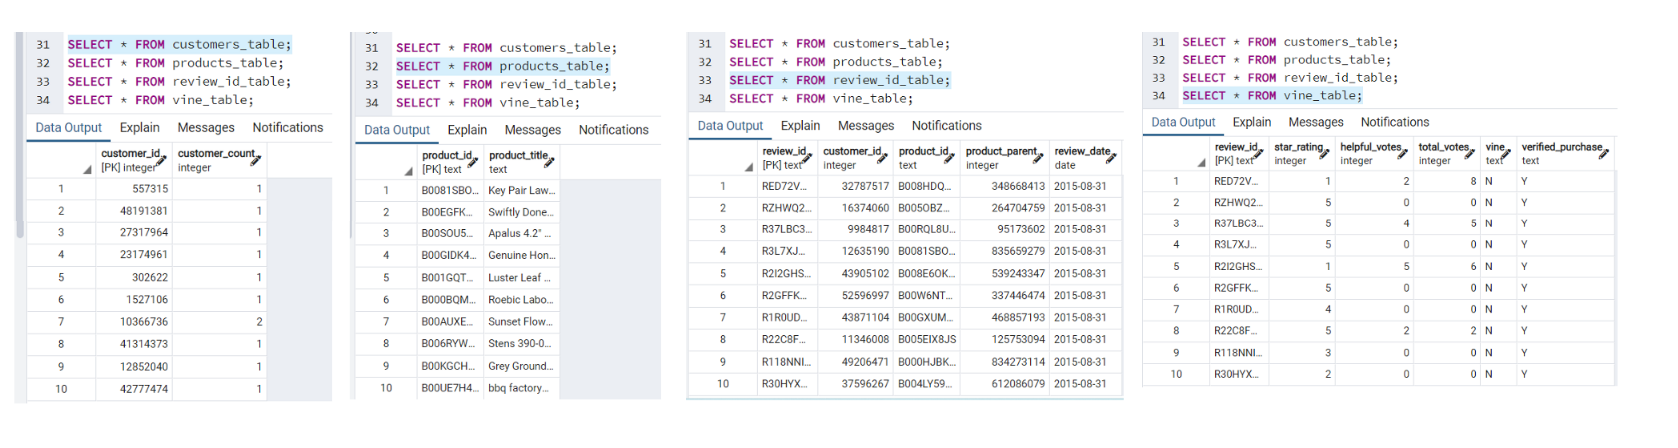 31 SELECT * FROM customers_table;
32 SELECT * FROM products_table;
33 SELECT * FROM review_id_table;
34 SELECT * FROM vine_table;
Data Output Explain Messages Notifications
customer_id customer_count
[PK] integer integer
1 557315 1
2 48191381 1
3 27317964 1
4 23174961 1
5 302622 1
6 1527106 1
7 10366736 2
8 41314373 1
9 12852040 1
10 42777474 1
31 SELECT * FROM customers_table;
32 SELECT * FROM products_table;
33 SELECT * FROM review_id_table;
34 SELECT * FROM vine_table;
Data Output Explain Messages Notifications
product_id product_title
[PK] text text
1 B0081SBO... Key Pair Law...
2 B00EGFK... Swiftly Done...
3 B00SOU5... Apalus 4.2" ...
4 B00GIDK4... Genuine Hon...
5 B001GQT... Luster Leaf ...
6 B000BQM... Roebic Labo...
7 B00AUXE... Sunset Flow...
8 B006RYW... Stens 390-0...
9 B00KGCH... Grey Ground...
10 B00UE7H4... bbq factory...
31 SELECT * FROM customers_table;
32 SELECT * FROM products_table;
33 SELECT * FROM review_id_table;
34 SELECT * FROM vine_table;
Data Output Explain Messages Notifications
review_id customer_id product_id product_parent review_date
[PK] text integer text integer date
1 RED72V... 32787517 B008HDQ... 348668413 2015-08-31
2 RZHWQ2... 16374060 B005OBZ... 264704759 2015-08-31
3 R37LBC3... 9984817 B00RQL8U... 95173602 2015-08-31
4 R3L7XJ... 12635190 B0081SBO... 835659279 2015-08-31
5 R2I2GHS... 43905102 B008E6OK... 539243347 2015-08-31
6 R2GFFK... 52596997 B00W6NT... 337446474 2015-08-31
7 R1R0UD... 43871104 B00GXUM... 468857193 2015-08-31
8 R22C8F... 11346008 B005EIX8JS 125753094 2015-08-31
9 R118NNI... 49206471 B000HJBK... 834273114 2015-08-31
10 R30HYX... 37596267 B004LY59... 612086079 2015-08-31
31 SELECT * FROM customers_table;
32 SELECT * FROM products_table;
33 SELECT * FROM review_id_table;
34 SELECT * FROM vine_table;
Data Output Explain Messages Notifications
review_id star_rating helpful_votes total_votes vine verified_purchase
[PK] text integer integer integer text text
1 RED72V... 1 2 8 N Y
2 RZHWQ2... 5 0 0 N Y
3 R37LBC3... 5 4 5 N Y
4 R3L7XJ... 5 0 0 N Y
5 R2I2GHS... 1 5 6 N Y
6 R2GFFK... 5 0 0 N Y
7 R1R0UD... 4 0 0 N Y
8 R22C8F... 5 2 2 N Y
9 R118NNI... 3 0 0 N Y
10 R30HYX... 2 0 0 N Y